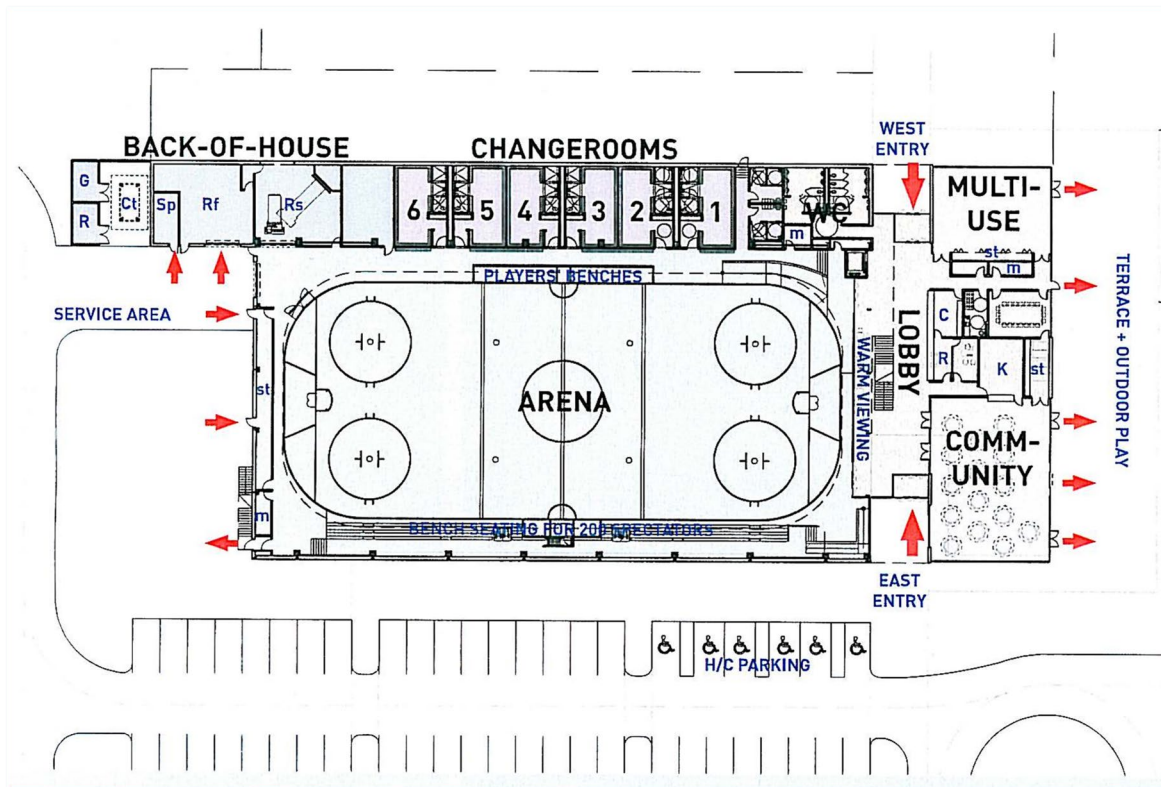 WEST
ENTRY
BACK-OF-HOUSE
CHANGEROOMS
MULTI-
USE
G
Ct
R
Sp
Rf
Rs
6
5
4
3
2
1
WC
m
st
m
PLAYERS' BENCHES
TERRACE + OUTDOOR PLAY
SERVICE AREA
LOBBY
C
R
K
st
WARM VIEWING
st
ARENA
COMM-
UNITY
m
BENCH SEATING FOR 200 SPECTATORS
EAST
ENTRY
H/C PARKING